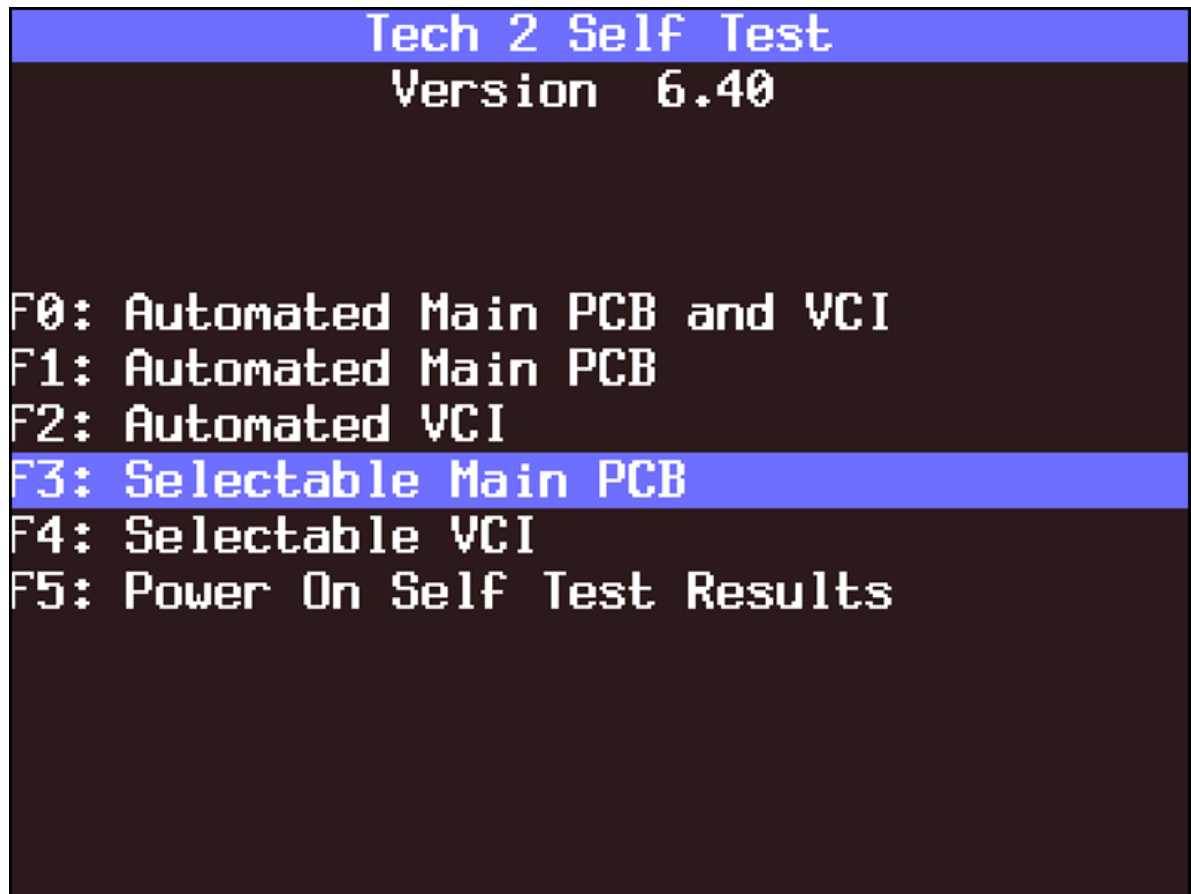 Tech 2 Self Test
Version 6.40
F0: Automated Main PCB and VCI
F1: Automated Main PCB
F2: Automated VCI
F3: Selectable Main PCB
F4: Selectable VCI
F5: Power On Self Test Results